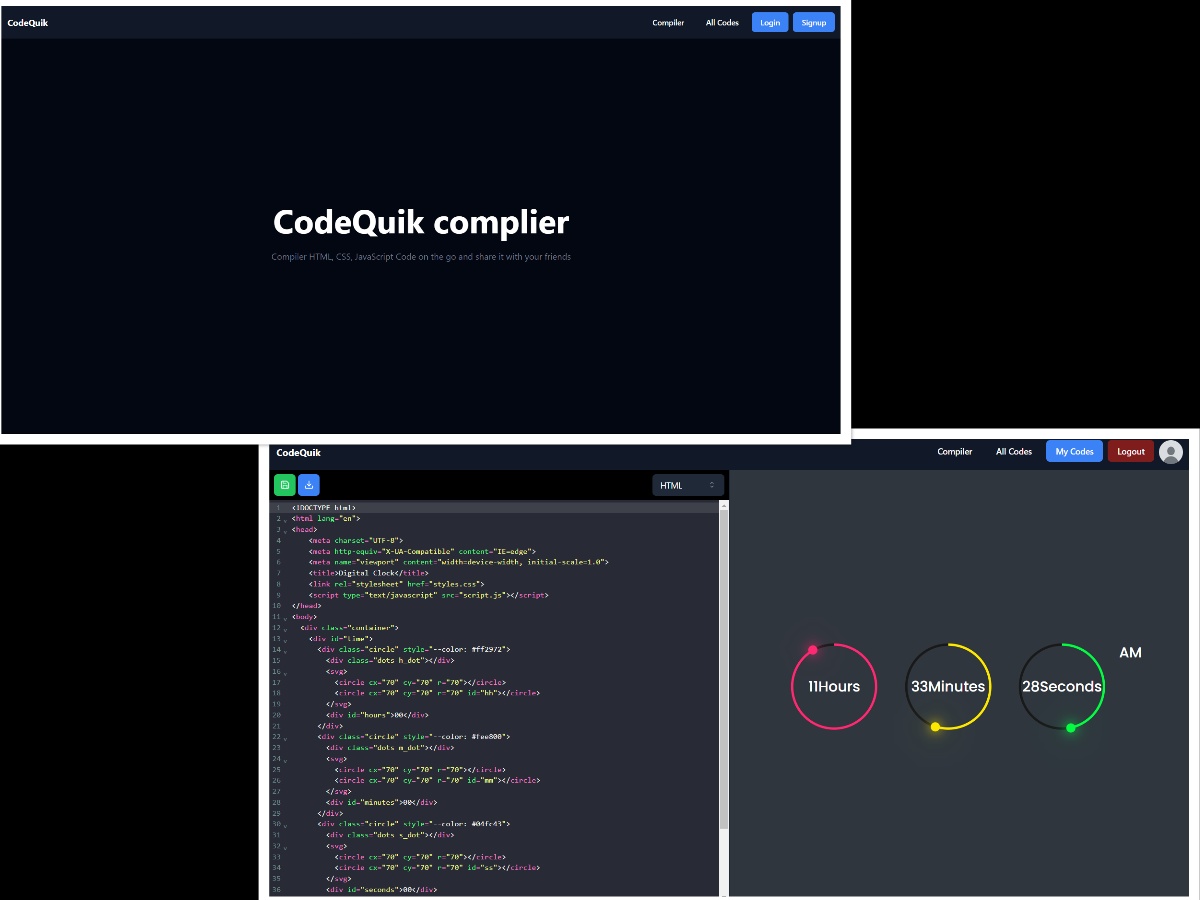 CodeQuik
Compiler
All Codes
Login
Signup
CodeQuik complier
Compiler HTML, CSS, JavaScript Code on the go and share it with your friends
CodeQuik
Compiler
All Codes
My Codes
Logout
HTML
1 <!DOCTYPE html>
2 <html lang="en">
3 <head>
4 <meta charset="UTF-8">
5 <meta http-equiv="X-UA-Compatible" content="IE=edge">
6 <meta name="viewport" content="width=device-width, initial-scale=1.0">
7 <title>Digital Clock</title>
8 <link rel="stylesheet" href="styles.css">
9 <script type="text/javascript" src="script.js"></script>
10 </head>
11 <body>
12 <div class="container">
13 <div id="time">
14 <div class="circle" style="--color: #ff2972">
15 <div class="dots h_dot"></div>
16 <svg>
17 <circle cx="70" cy="70" r="70"></circle>
18 <circle cx="70" cy="70" r="70" id="hh"></circle>
19 </svg>
20 <div id="hours">00</div>
21 </div>
22 <div class="circle" style="--color: #fee800">
23 <div class="dots m_dot"></div>
24 <svg>
25 <circle cx="70" cy="70" r="70"></circle>
26 <circle cx="70" cy="70" r="70" id="mm"></circle>
27 </svg>
28 <div id="minutes">00</div>
29 </div>
30 <div class="circle" style="--color: #04fc43">
31 <div class="dots s_dot"></div>
32 <svg>
33 <circle cx="70" cy="70" r="70"></circle>
34 <circle cx="70" cy="70" r="70" id="ss"></circle>
35 </svg>
36 <div id="seconds">00</div>
11Hours
33Minutes
28Seconds
AM